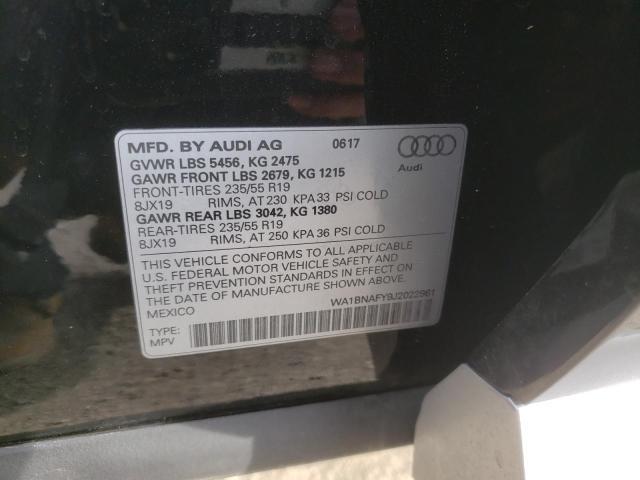 MFD. BY AUDI AG 0617
GVWR LBS 5456, KG 2475
GAWR FRONT LBS 2679, KG 1215
FRONT-TIRES 235/55 R19
8JX19 RIMS, AT 230 KPA 33 PSI COLD
GAWR REAR LBS 3042, KG 1380
REAR-TIRES 235/55 R19
8JX19 RIMS, AT 250 KPA 36 PSI COLD
Audi
THIS VEHICLE CONFORMS TO ALL APPLICABLE
U.S. FEDERAL MOTOR VEHICLE SAFETY AND
THEFT PREVENTION STANDARDS IN EFFECT ON
THE DATE OF MANUFACTURE SHOWN ABOVE.
MEXICO WA1BNAFY9J2022961
TYPE:
MPV